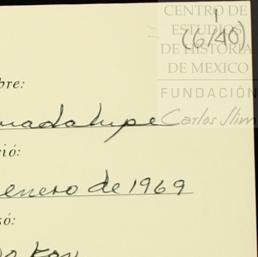 CENTRO DE
ESTUDIOS
DE HISTORIA
DE MEXICO
FUNDACIÓN
Carlos Slim
1
(6/40)
bre:
uadalupe
ió:
enero de 1969
só: